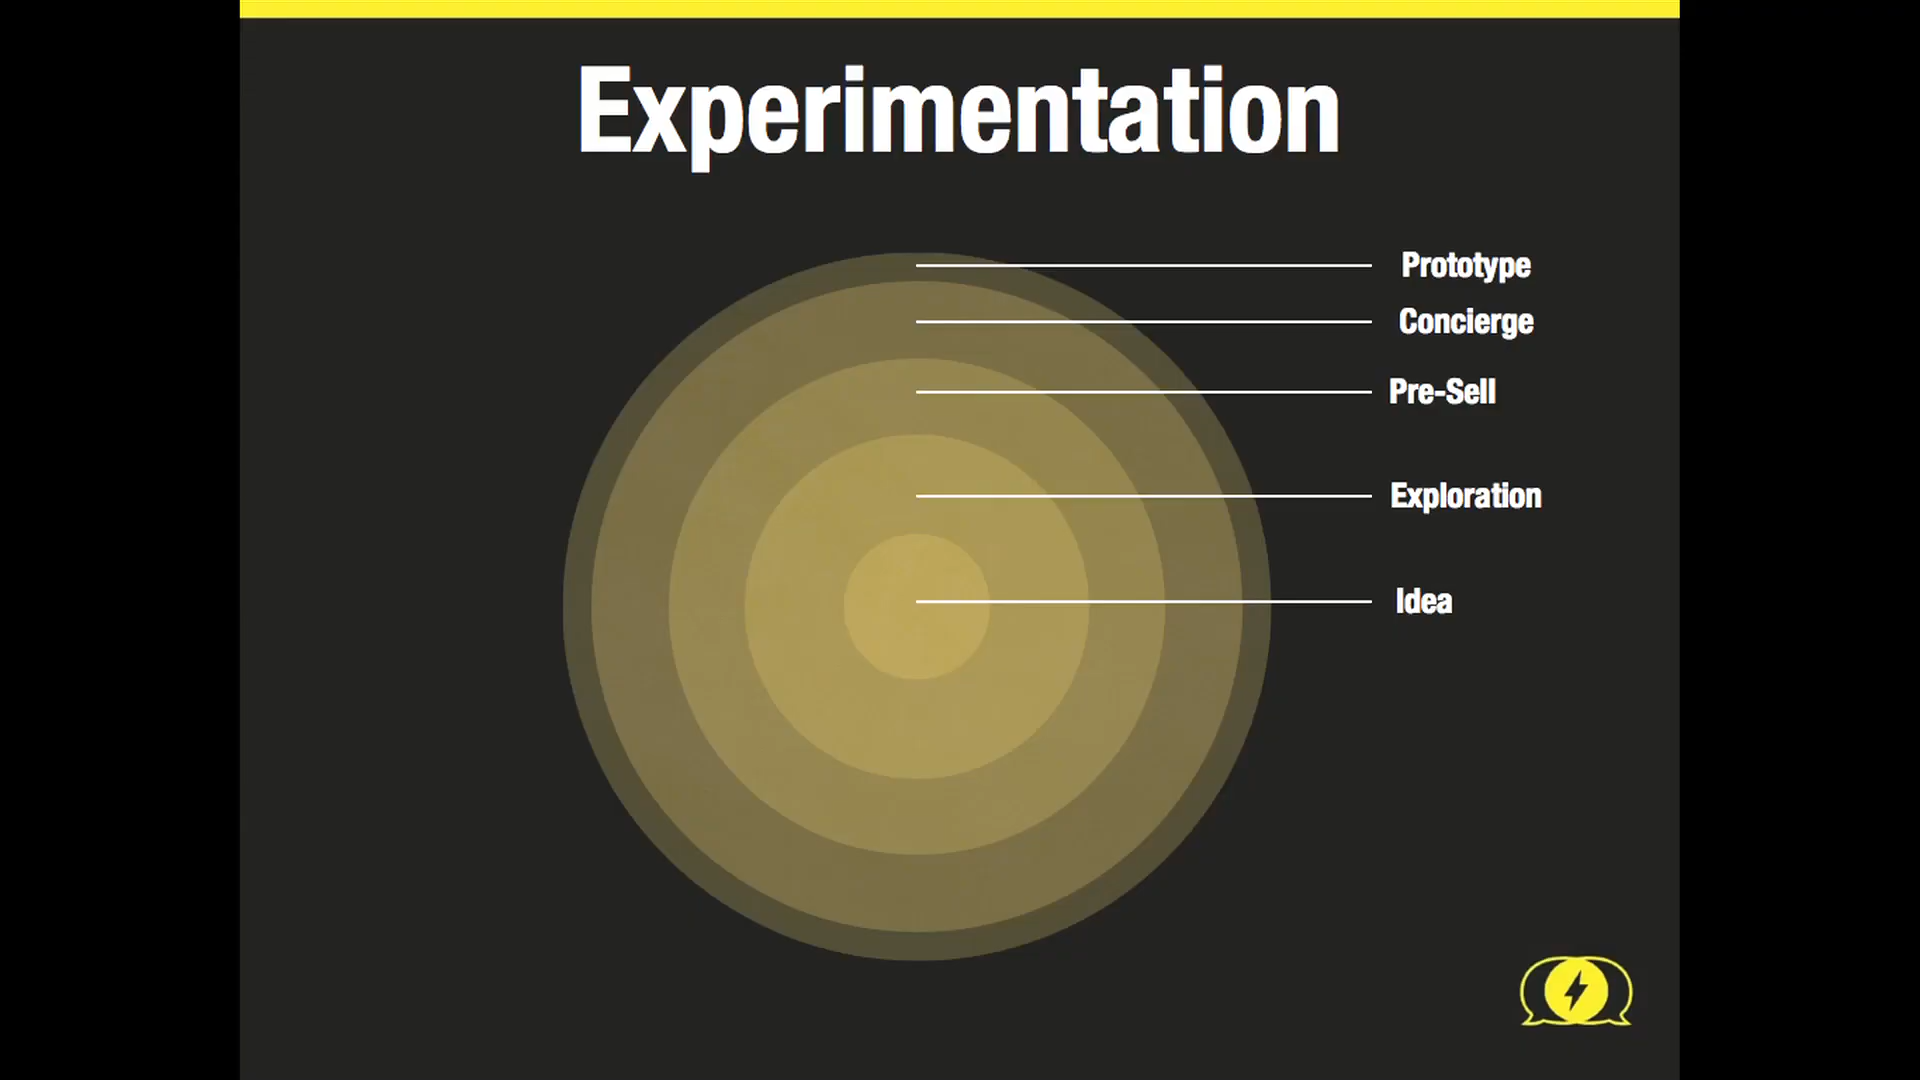 Experimentation
Prototype
Concierge
Pre-Sell
Exploration
Idea